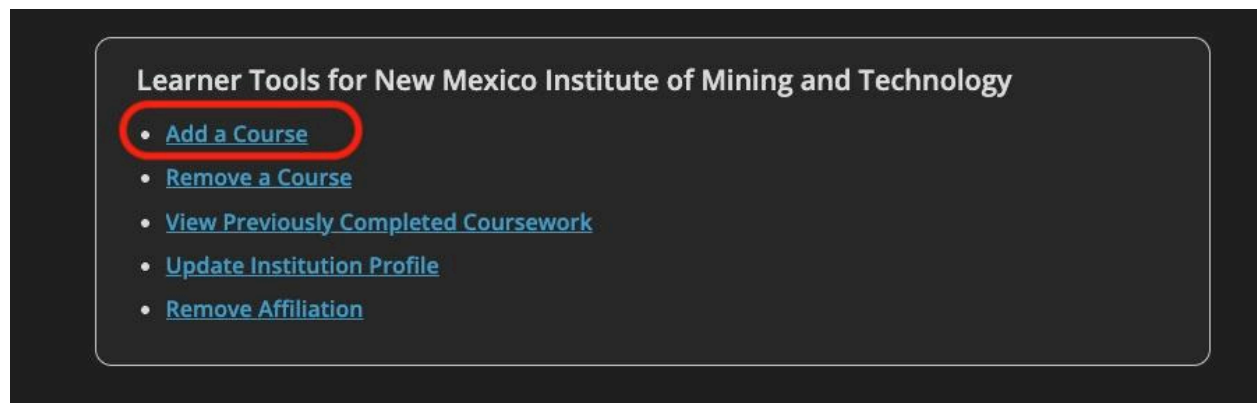 Learner Tools for New Mexico Institute of Mining and Technology
• Add a Course
• Remove a Course
• View Previously Completed Coursework
• Update Institution Profile
• Remove Affiliation